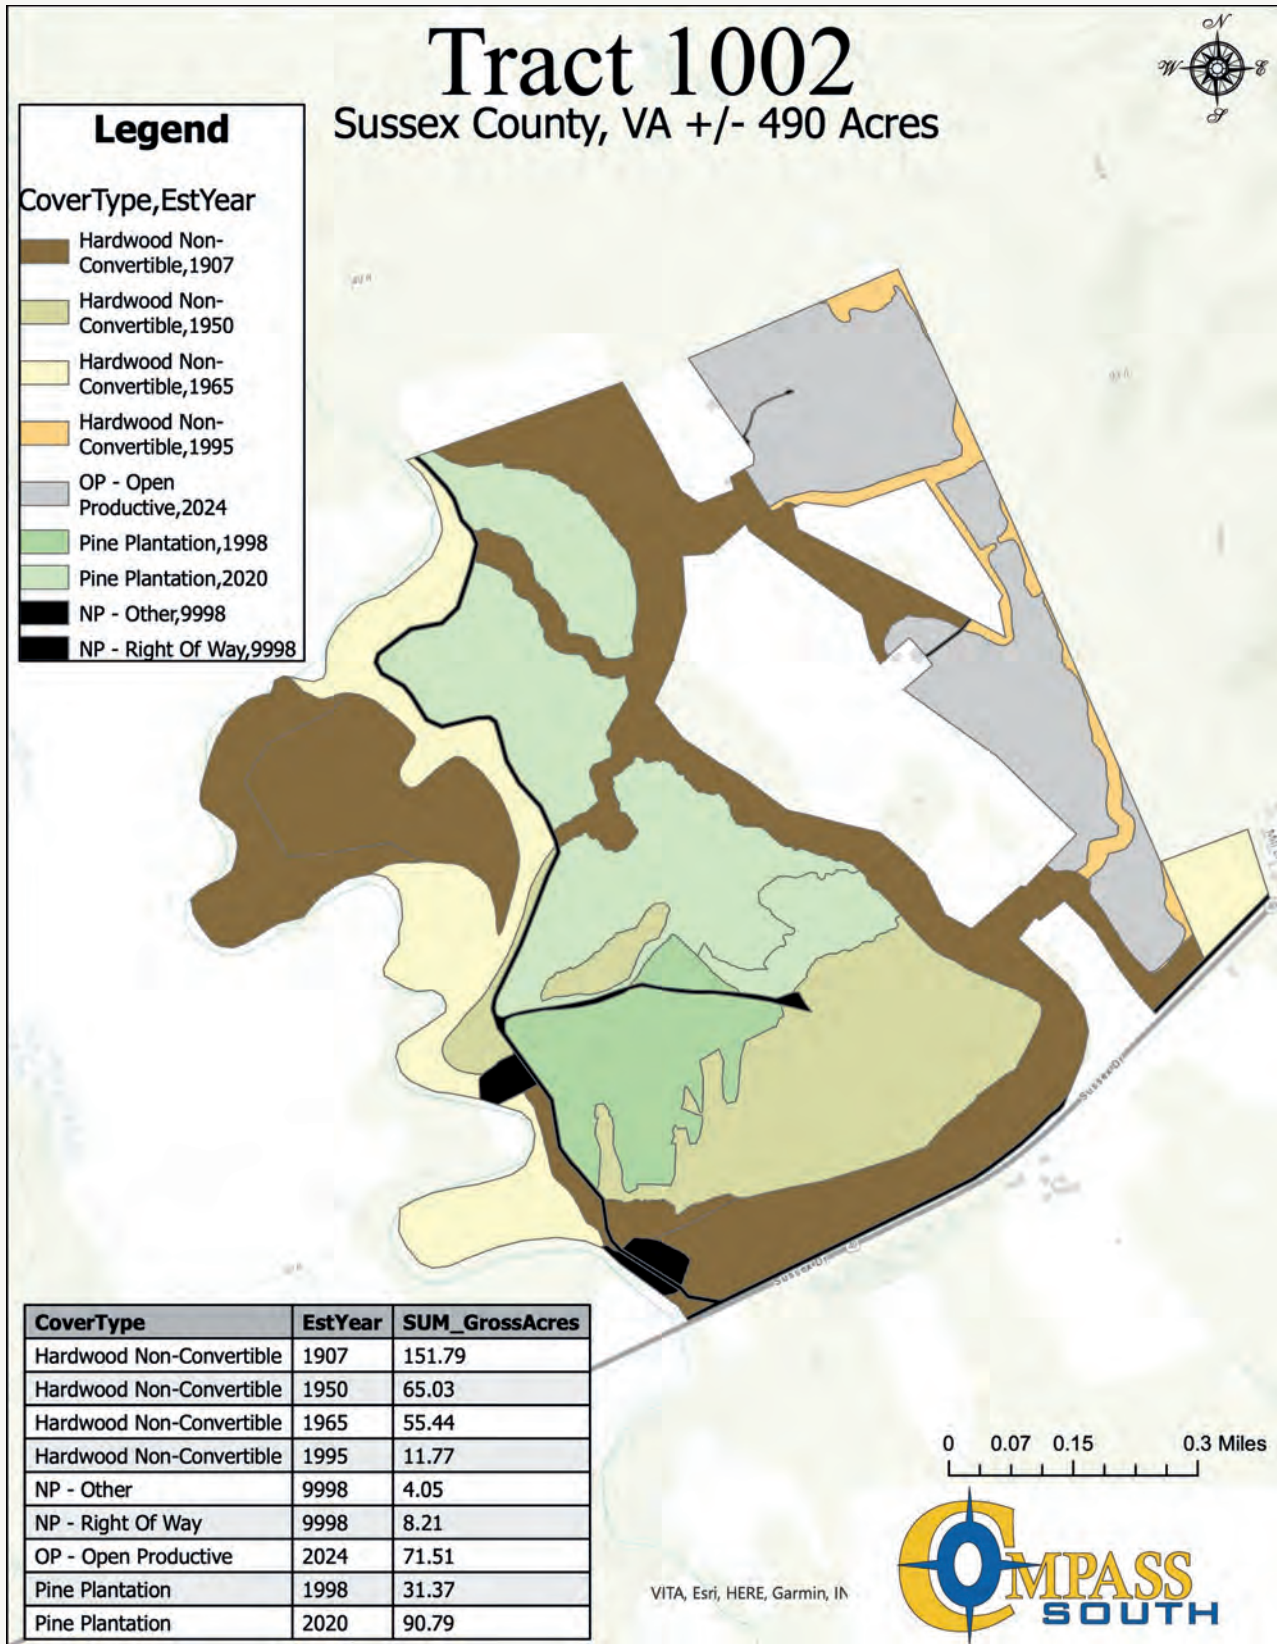 Tract 1002
Sussex County, VA +/- 490 Acres
N
W
E
S
Legend
CoverType,EstYear
Hardwood Non-
Convertible,1907
Hardwood Non-
Convertible,1950
Hardwood Non-
Convertible,1965
Hardwood Non-
Convertible,1995
OP - Open
Productive,2024
Pine Plantation,1998
Pine Plantation,2020
NP - Other,9998
NP - Right Of Way,9998
Sussex Dr
Sussex Dr
CoverType EstYear SUM_GrossAcres
Hardwood Non-Convertible 1907 151.79
Hardwood Non-Convertible 1950 65.03
Hardwood Non-Convertible 1965 55.44
Hardwood Non-Convertible 1995 11.77
NP - Other 9998 4.05
NP - Right Of Way 9998 8.21
OP - Open Productive 2024 71.51
Pine Plantation 1998 31.37
Pine Plantation 2020 90.79
0 0.07 0.15 0.3 Miles
VITA, Esri, HERE, Garmin, IN
COMPASS
SOUTH